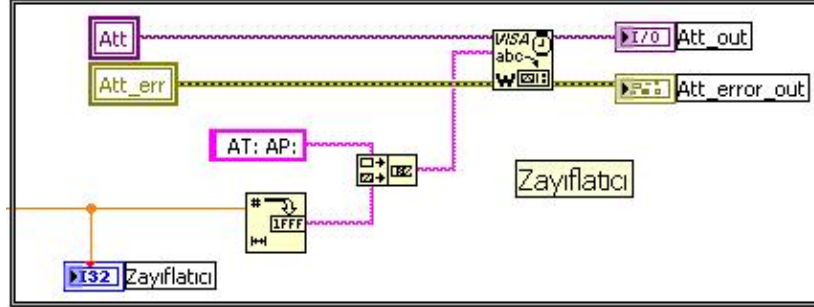 Att
VISA
abc
W
I/O
Att_out
Att_err
Att_error_out
AT: AP:
Zayıflatıcı
#
1FFF
I32
Zayıflatıcı